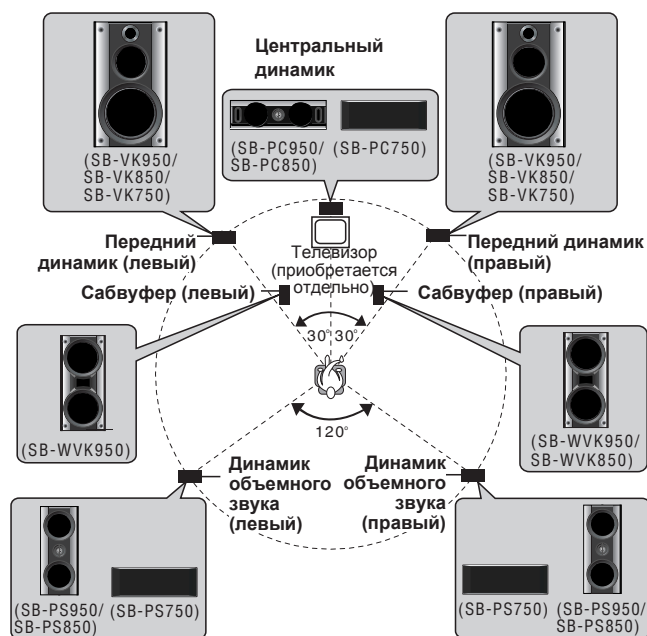 Центральный
динамик
(SB-VK950/
SB-VK850/
SB-VK750)
(SB-PC950/
SB-PC850)
(SB-PC750)
(SB-VK950/
SB-VK850/
SB-VK750)
Передний
динамик (левый)
Телевизор
(приобретается
отдельно)
Передний динамик
(правый)
Сабвуфер (левый)
Сабвуфер (правый)
30° 30°
120°
(SB-WVK950)
(SB-WVK950/
SB-WVK850)
Динамик
объемного
звука
(левый)
Динамик
объемного
звука
(правый)
(SB-PS950/
SB-PS850)
(SB-PS750)
(SB-PS750)
(SB-PS950/
SB-PS850)